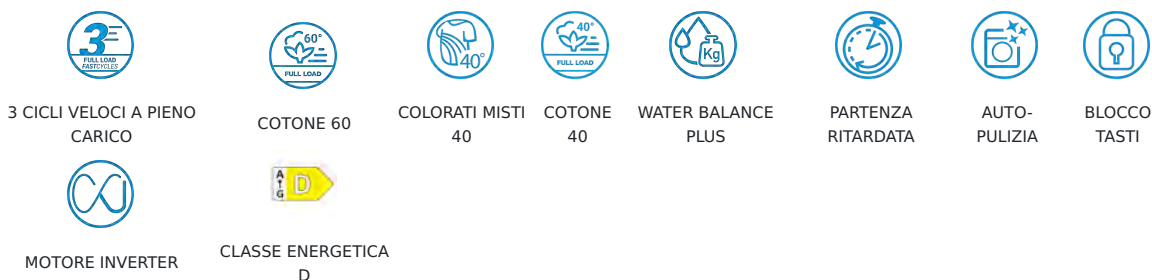 3
FULL LOAD
FASTCYCLES
3 CICLI VELOCI A PIENO
CARICO
60°
FULL LOAD
COTONE 60
40°
COLORATI MISTI
40
40°
FULL LOAD
COTONE
40
Kg
WATER BALANCE
PLUS
PARTENZA
RITARDATA
AUTO-
PULIZIA
BLOCCO
TASTI
MOTORE INVERTER
A
↑
G
D
CLASSE ENERGETICA
D